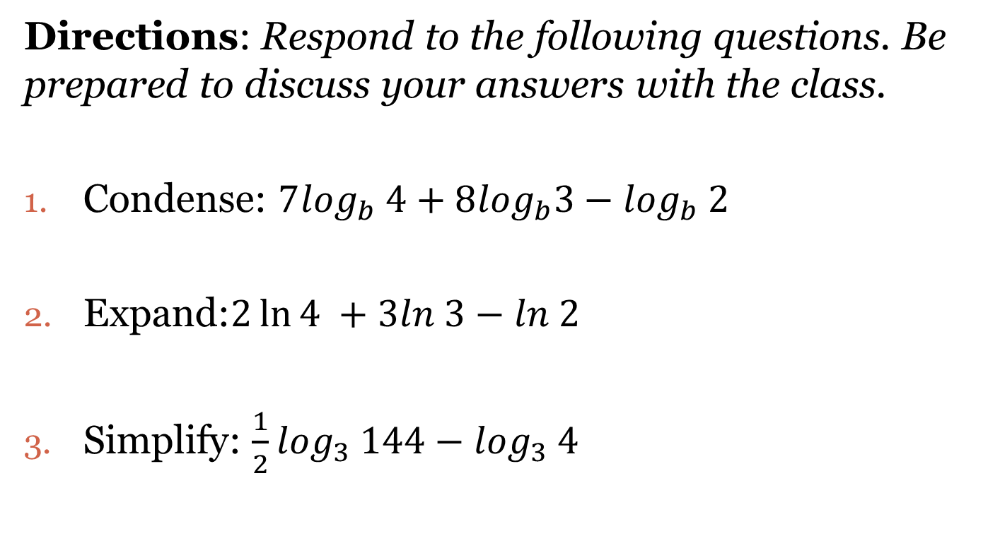 Directions: Respond to the following questions. Be
prepared to discuss your answers with the class.
1. Condense: 7log_b 4 + 8log_b 3 − log_b 2
2. Expand:2 ln 4 + 3ln 3 − ln 2
3. Simplify: 1/2 log_3 144 − log_3 4